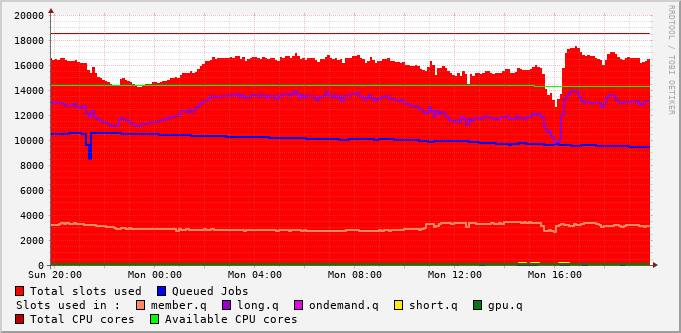 20000
18000
16000
14000
12000
10000
8000
6000
4000
2000
0
Sun 20:00 Mon 00:00 Mon 04:00 Mon 08:00 Mon 12:00 Mon 16:00
Total slots used Queued Jobs
Slots used in : member.q long.q ondemand.q short.q gpu.q
Total CPU cores Available CPU cores
RRDTOOL / TOBI OETIKER